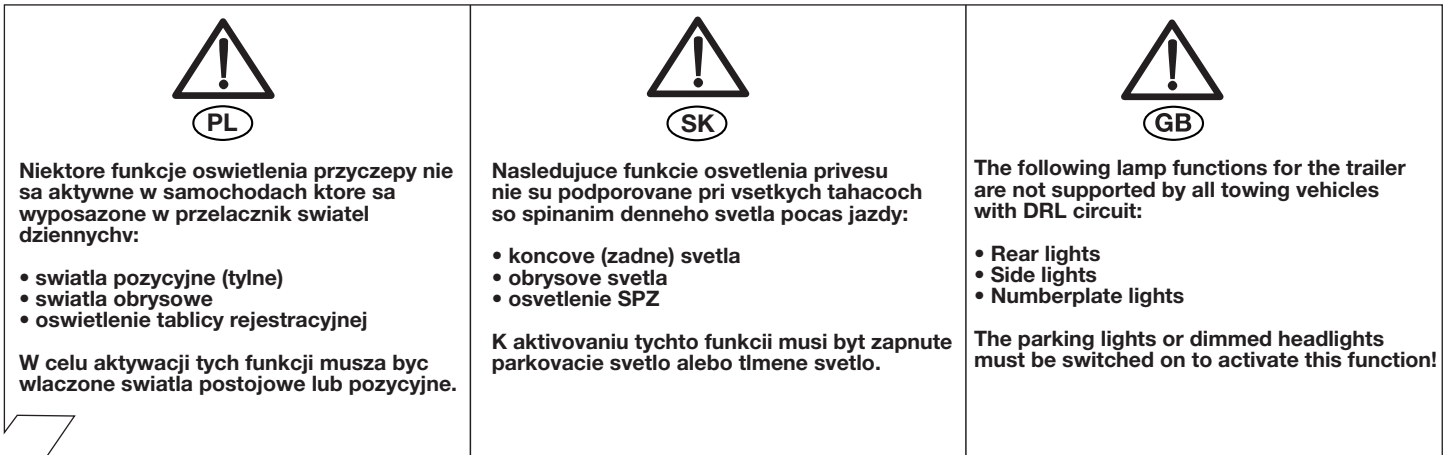 PL
Niektore funkcje oswietlenia przyczepy nie
sa aktywne w samochodach ktore sa
wyposazone w przelacznik swiatel
dziennychv:
• swiatla pozycyjne (tylne)
• swiatla obrysowe
• oswietlenie tablicy rejestracyjnej
W celu aktywacji tych funkcji musza byc
wlaczone swiatla postojowe lub pozycyjne.
SK
Nasledujuce funkcie osvetlenia privesu
nie su podporovane pri vsetkych tahacoch
so spinanim denneho svetla pocas jazdy:
• koncove (zadne) svetla
• obrysove svetla
• osvetlenie SPZ
K aktivovaniu tychto funkcii musi byt zapnute
parkovacie svetlo alebo tlmene svetlo.
GB
The following lamp functions for the trailer
are not supported by all towing vehicles
with DRL circuit:
• Rear lights
• Side lights
• Numberplate lights
The parking lights or dimmed headlights
must be switched on to activate this function!